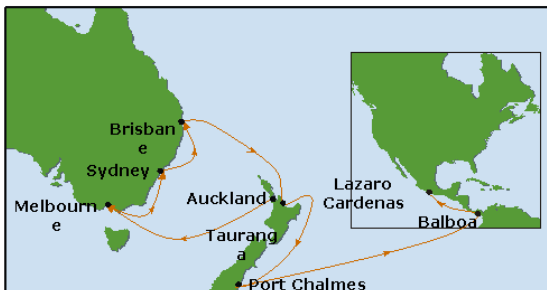 Brisban
e
Sydney
Melbourn
e
Auckland
Taurang
a
Port Chalmes
Lazaro
Cardenas
Balboa